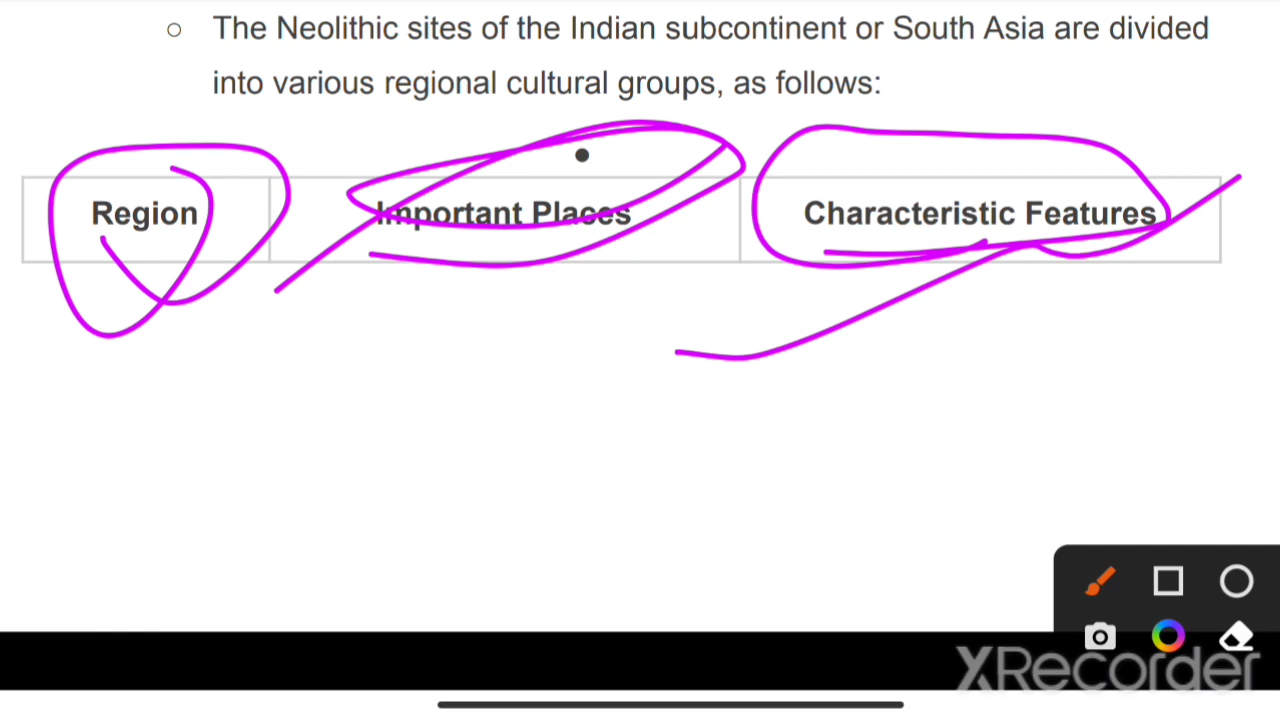 ○ The Neolithic sites of the Indian subcontinent or South Asia are divided
into various regional cultural groups, as follows:
Region Important Places Characteristic Features
XRecorder